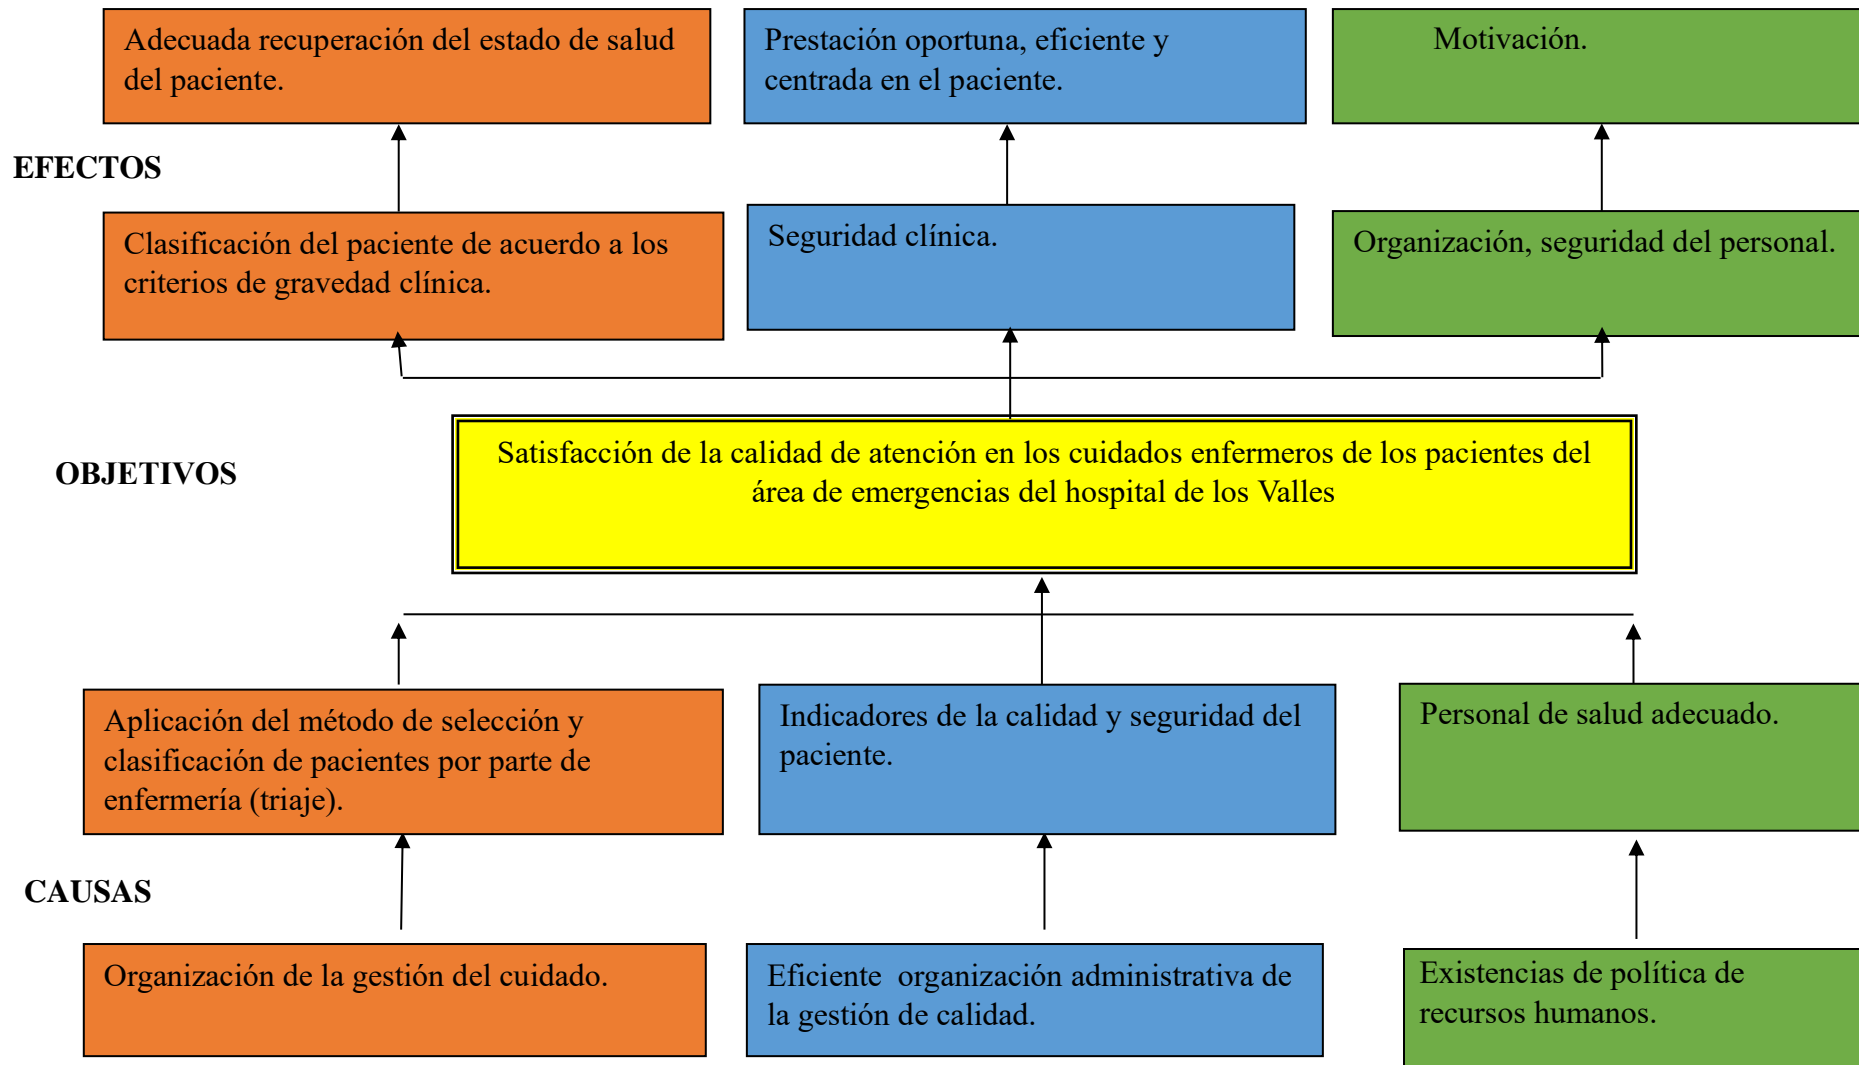 Adecuada recuperación del estado de salud
del paciente.
Prestación oportuna, eficiente y
centrada en el paciente.
Motivación.
EFECTOS
Clasificación del paciente de acuerdo a los
criterios de gravedad clínica.
Seguridad clínica.
Organización, seguridad del personal.
OBJETIVOS
Satisfacción de la calidad de atención en los cuidados enfermeros de los pacientes del
área de emergencias del hospital de los Valles
Aplicación del método de selección y
clasificación de pacientes por parte de
enfermería (triaje).
Indicadores de la calidad y seguridad del
paciente.
Personal de salud adecuado.
CAUSAS
Organización de la gestión del cuidado.
Eficiente  organización administrativa de
la gestión de calidad.
Existencias de política de
recursos humanos.